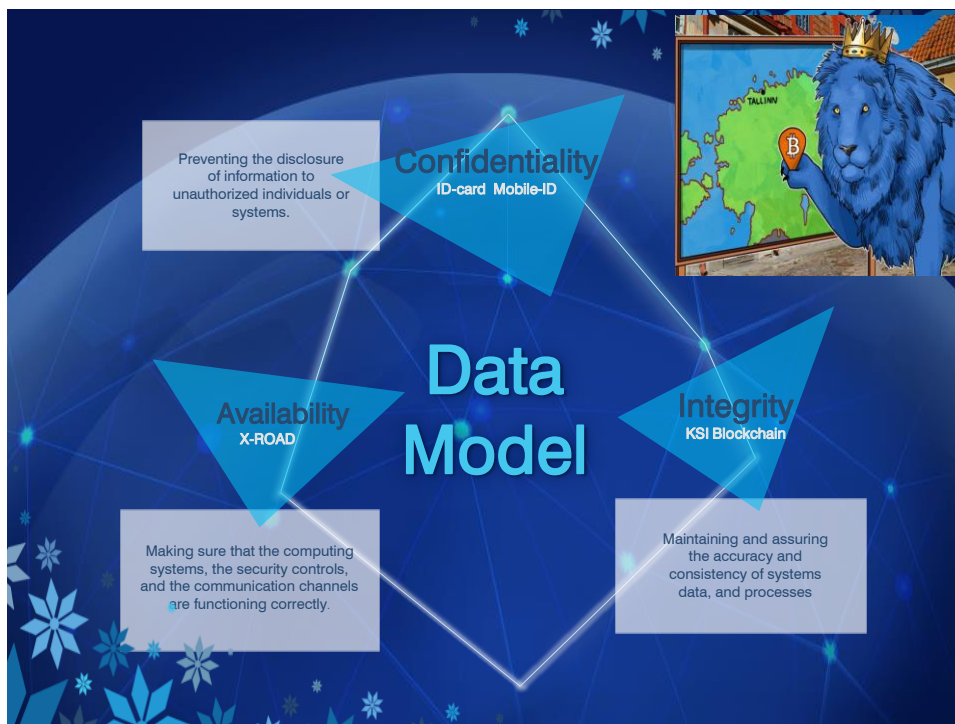 Preventing the disclosure
of information to
unauthorized individuals or
systems.
Confidentiality
ID-card Mobile-ID
TALLINN
B
Data
Model
Availability
X-ROAD
Integrity
KSI Blockchain
Making sure that the computing
systems, the security controls,
and the communication channels
are functioning correctly.
Maintaining and assuring
the accuracy and
consistency of systems
data, and processes